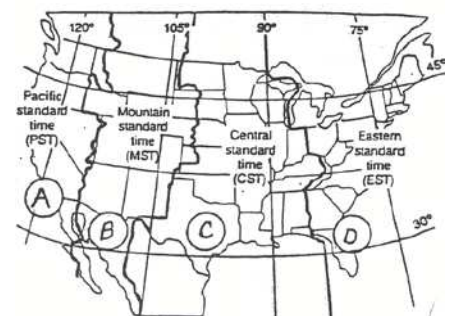 120° 105° 90° 75°
45°
Pacific
standard
time
(PST)
Mountain
standard
time
(MST)
Central
standard
time
(CST)
Eastern
standard
time
(EST)
A
B
C
D
30°